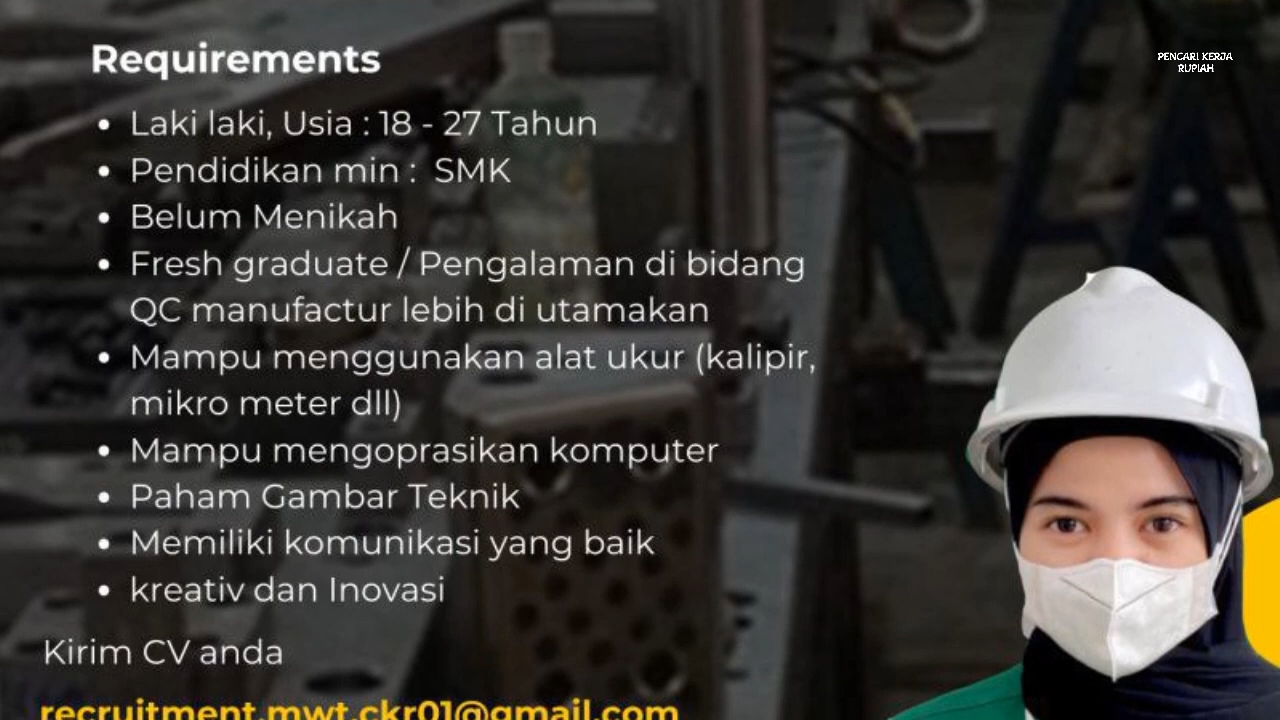 Requirements
PENCARI KERJA
RUPIAH
• Laki laki, Usia : 18 - 27 Tahun
• Pendidikan min :  SMK
• Belum Menikah
• Fresh graduate / Pengalaman di bidang
QC manufactur lebih di utamakan
• Mampu menggunakan alat ukur (kalipir,
mikro meter dll)
• Mampu mengoprasikan komputer
• Paham Gambar Teknik
• Memiliki komunikasi yang baik
• kreativ dan Inovasi
Kirim CV anda
recruitment.mwt.ckr01@gmail.com